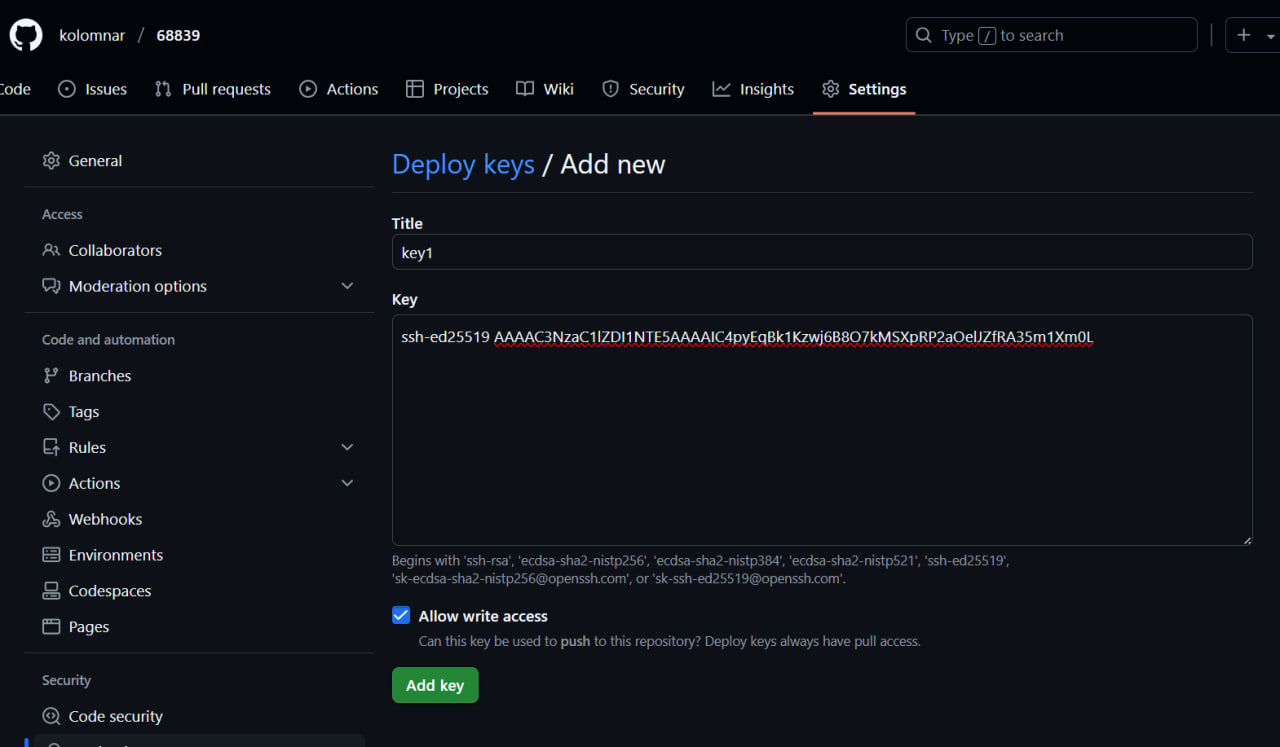 kolomnar / 68839
Type / to search
Code Issues Pull requests Actions Projects Wiki Security Insights Settings
General
Access
Collaborators
Moderation options
Code and automation
Branches
Tags
Rules
Actions
Webhooks
Environments
Codespaces
Pages
Security
Code security
Deploy keys / Add new
Title
key1
Key
ssh-ed25519 AAAAC3NzaC1lZDI1NTE5AAAAIC4pyEqBk1Kzwj6B8O7kMSXpRP2aOelJZfRA35m1Xm0L
Begins with 'ssh-rsa', 'ecdsa-sha2-nistp256', 'ecdsa-sha2-nistp384', 'ecdsa-sha2-nistp521', 'ssh-ed25519',
'sk-ecdsa-sha2-nistp256@openssh.com', or 'sk-ssh-ed25519@openssh.com'.
Allow write access
Can this key be used to push to this repository? Deploy keys always have pull access.
Add key